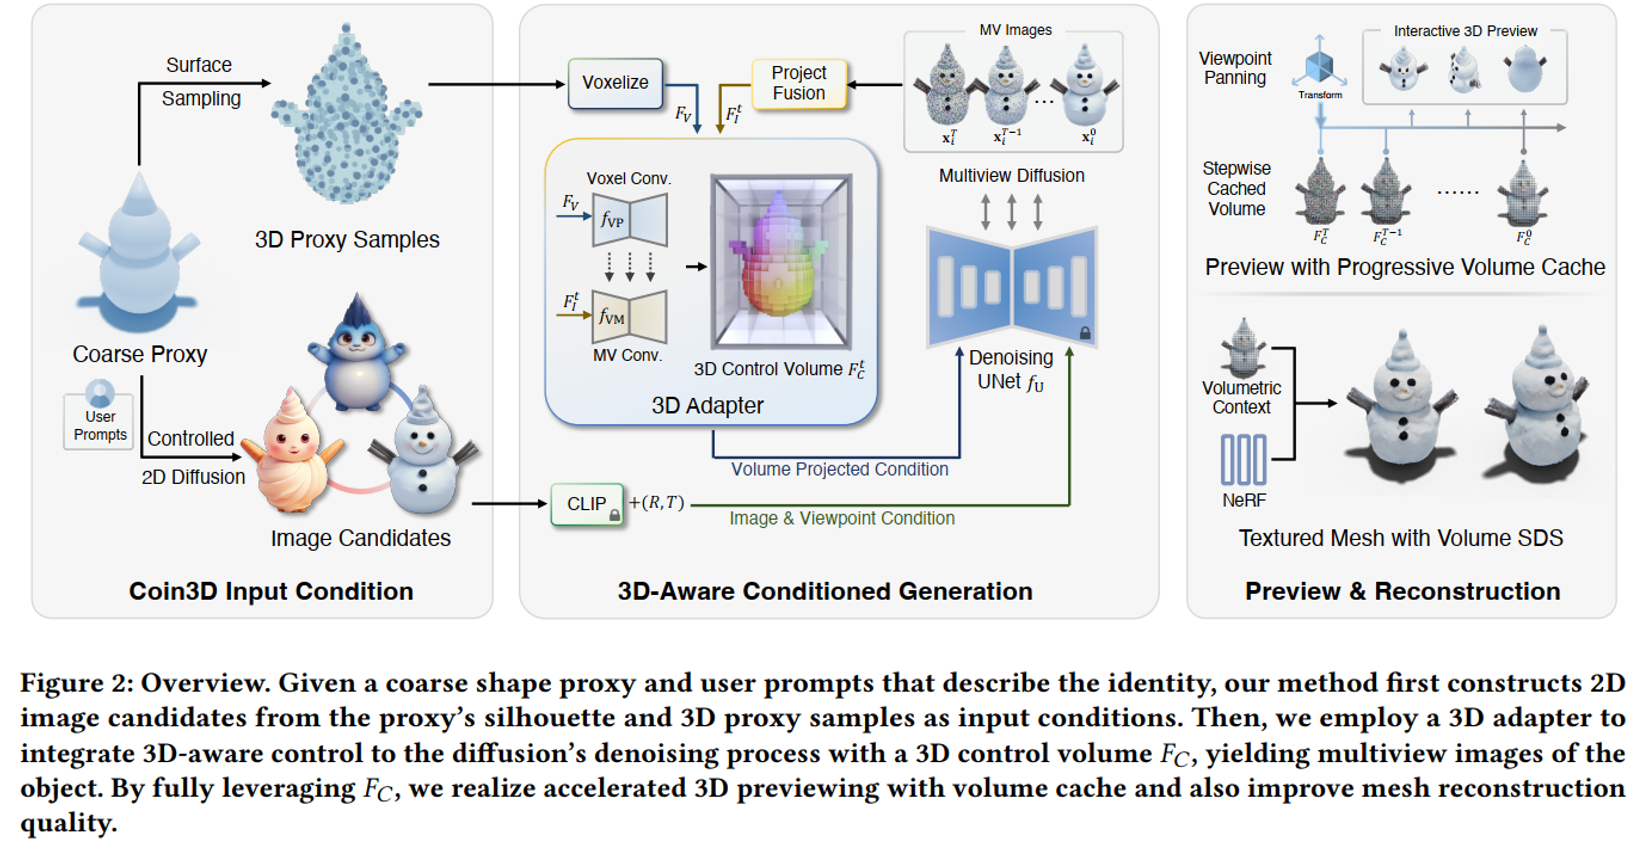 Surface
Sampling
3D Proxy Samples
Coarse Proxy
User
Prompts
Controlled
2D Diffusion
Image Candidates
Coin3D Input Condition
Voxelize
Project
Fusion
MV Images
x_i^T
x_i^{T-1}
...
x_i^0
F_V
F_I^t
Multiview Diffusion
Voxel Conv.
F_V
f_VP
F_I^t
f_VM
MV Conv.
3D Control Volume F_C^t
3D Adapter
Denoising
UNet f_U
Volume Projected Condition
CLIP +(R,T)
Image & Viewpoint Condition
3D-Aware Conditioned Generation
Viewpoint
Panning
Transform
Interactive 3D Preview
Stepwise
Cached
Volume
F_C^T
F_C^{T-1}
......
F_C^0
Preview with Progressive Volume Cache
Volumetric
Context
NeRF
Textured Mesh with Volume SDS
Preview & Reconstruction
Figure 2: Overview. Given a coarse shape proxy and user prompts that describe the identity, our method first constructs 2D
image candidates from the proxy's silhouette and 3D proxy samples as input conditions. Then, we employ a 3D adapter to
integrate 3D-aware control to the diffusion's denoising process with a 3D control volume F_C, yielding multiview images of the
object. By fully leveraging F_C, we realize accelerated 3D previewing with volume cache and also improve mesh reconstruction
quality.